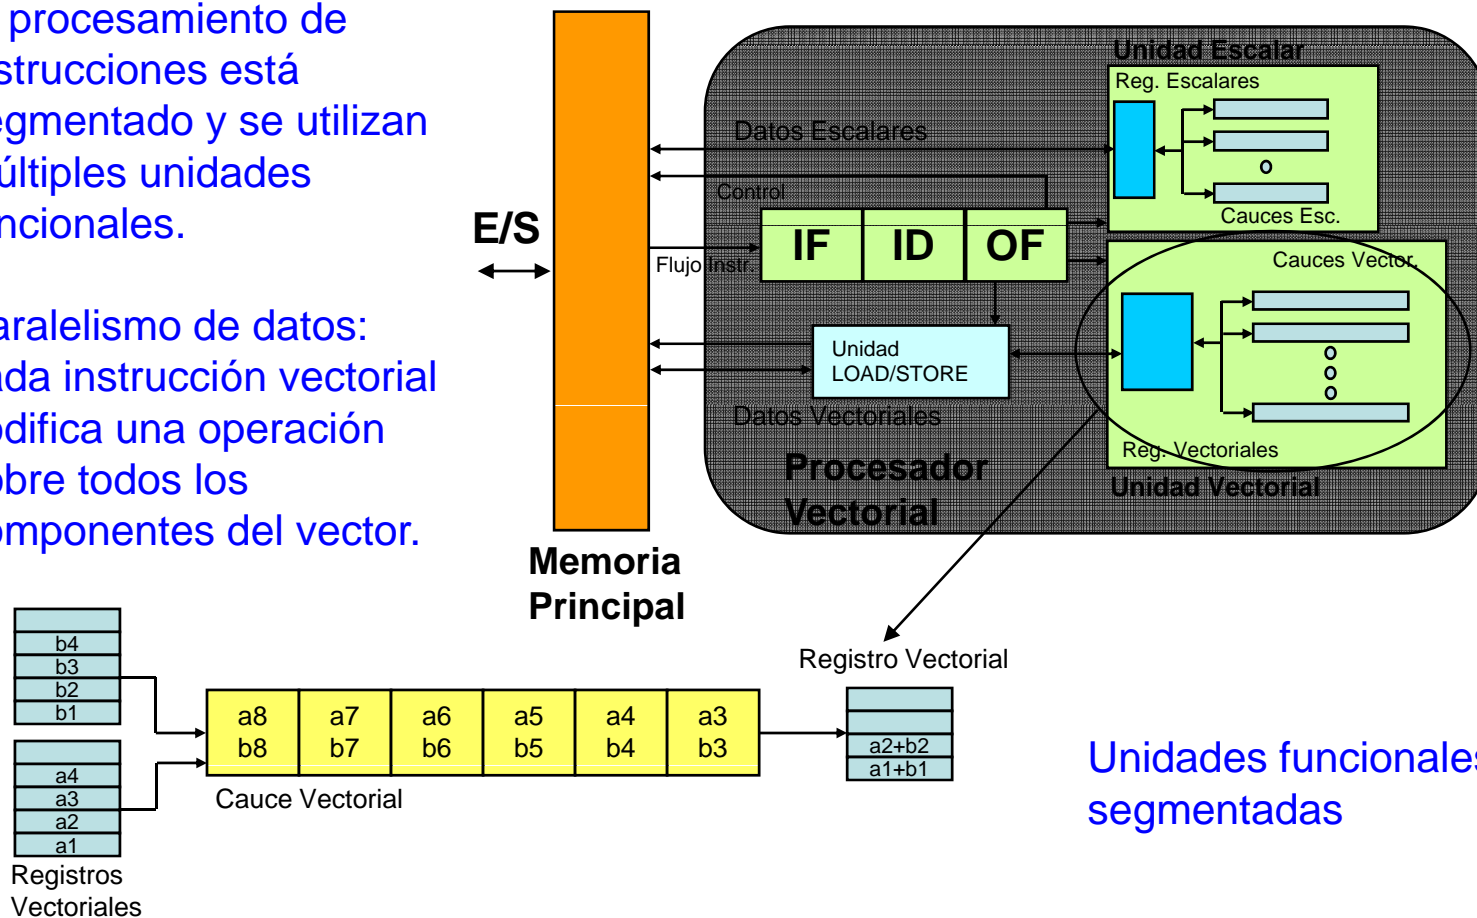 procesamiento de
strucciones está
egmentado y se utilizan
últiples unidades
ncionales.
aralelismo de datos:
ada instrucción vectorial
odifica una operación
obre todos los
omponentes del vector.
E/S
Memoria
Principal
Unidad Escalar
Reg. Escalares
Cauces Esc.
Datos Escalares
Control
Flujo Instr.
IF ID OF
Cauces Vector.
Unidad
LOAD/STORE
Datos Vectoriales
Reg. Vectoriales
Unidad Vectorial
Procesador
Vectorial
b4
b3
b2
b1
a4
a3
a2
a1
Registros
Vectoriales
a8 a7 a6 a5 a4 a3
b8 b7 b6 b5 b4 b3
Cauce Vectorial
Registro Vectorial
a2+b2
a1+b1
Unidades funcionales
segmentadas